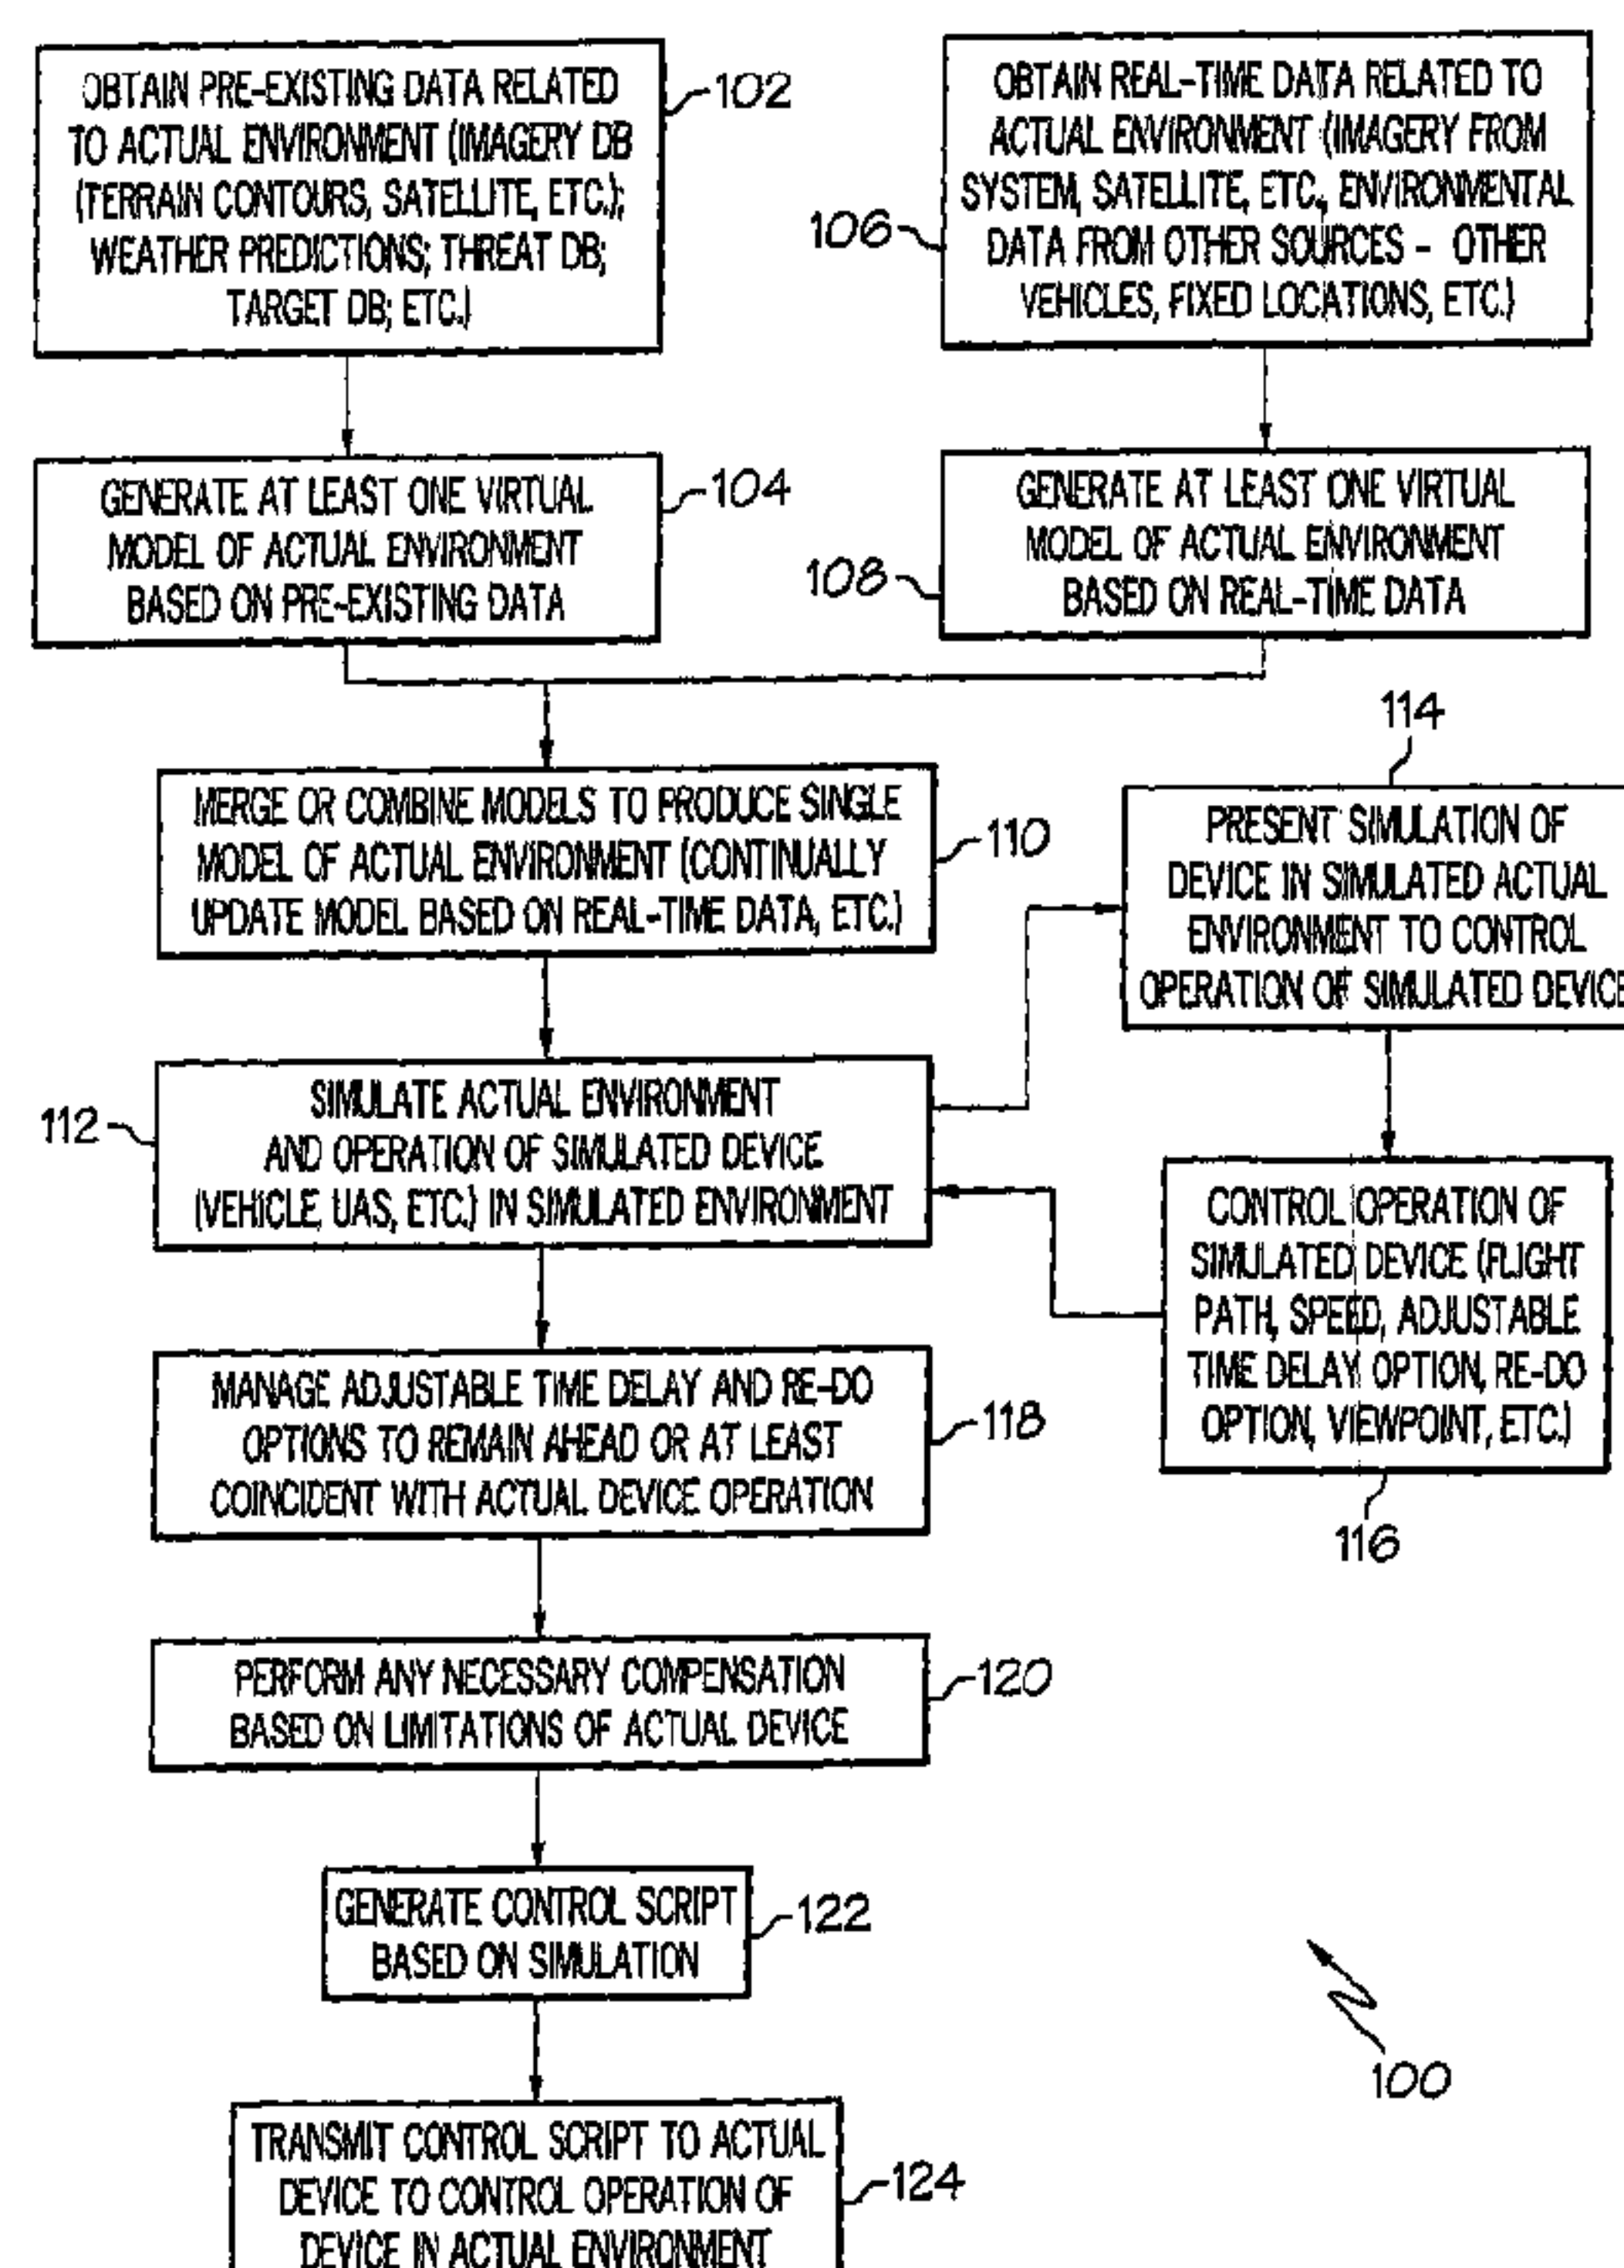 OBTAIN PRE-EXISTING DATA RELATED
TO ACTUAL ENVIRONMENT (IMAGERY DB
(TERRAIN CONTOURS, SATELLITE, ETC.);
WEATHER PREDICTIONS; THREAT DB;
TARGET DB; ETC.)
102
OBTAIN REAL-TIME DATA RELATED TO
ACTUAL ENVIRONMENT (IMAGERY FROM
SYSTEM, SATELLITE, ETC., ENVIRONMENTAL
DATA FROM OTHER SOURCES - OTHER
VEHICLES, FIXED LOCATIONS, ETC.)
106
GENERATE AT LEAST ONE VIRTUAL
MODEL OF ACTUAL ENVIRONMENT
BASED ON PRE-EXISTING DATA
104
GENERATE AT LEAST ONE VIRTUAL
MODEL OF ACTUAL ENVIRONMENT
BASED ON REAL-TIME DATA
108
MERGE OR COMBINE MODELS TO PRODUCE SINGLE
MODEL OF ACTUAL ENVIRONMENT (CONTINUALLY
UPDATE MODEL BASED ON REAL-TIME DATA, ETC.)
110
114
PRESENT SIMULATION OF
DEVICE IN SIMULATED ACTUAL
ENVIRONMENT TO CONTROL
OPERATION OF SIMULATED DEVICE
112
SIMULATE ACTUAL ENVIRONMENT
AND OPERATION OF SIMULATED DEVICE
(VEHICLE, UAS, ETC.) IN SIMULATED ENVIRONMENT
CONTROL OPERATION OF
SIMULATED DEVICE (FLIGHT
PATH, SPEED, ADJUSTABLE
TIME DELAY OPTION, RE-DO
OPTION, VIEWPOINT, ETC.)
116
MANAGE ADJUSTABLE TIME DELAY AND RE-DO
OPTIONS TO REMAIN AHEAD OR AT LEAST
COINCIDENT WITH ACTUAL DEVICE OPERATION
118
PERFORM ANY NECESSARY COMPENSATION
BASED ON LIMITATIONS OF ACTUAL DEVICE
120
GENERATE CONTROL SCRIPT
BASED ON SIMULATION
122
100
TRANSMIT CONTROL SCRIPT TO ACTUAL
DEVICE TO CONTROL OPERATION OF
DEVICE IN ACTUAL ENVIRONMENT
124